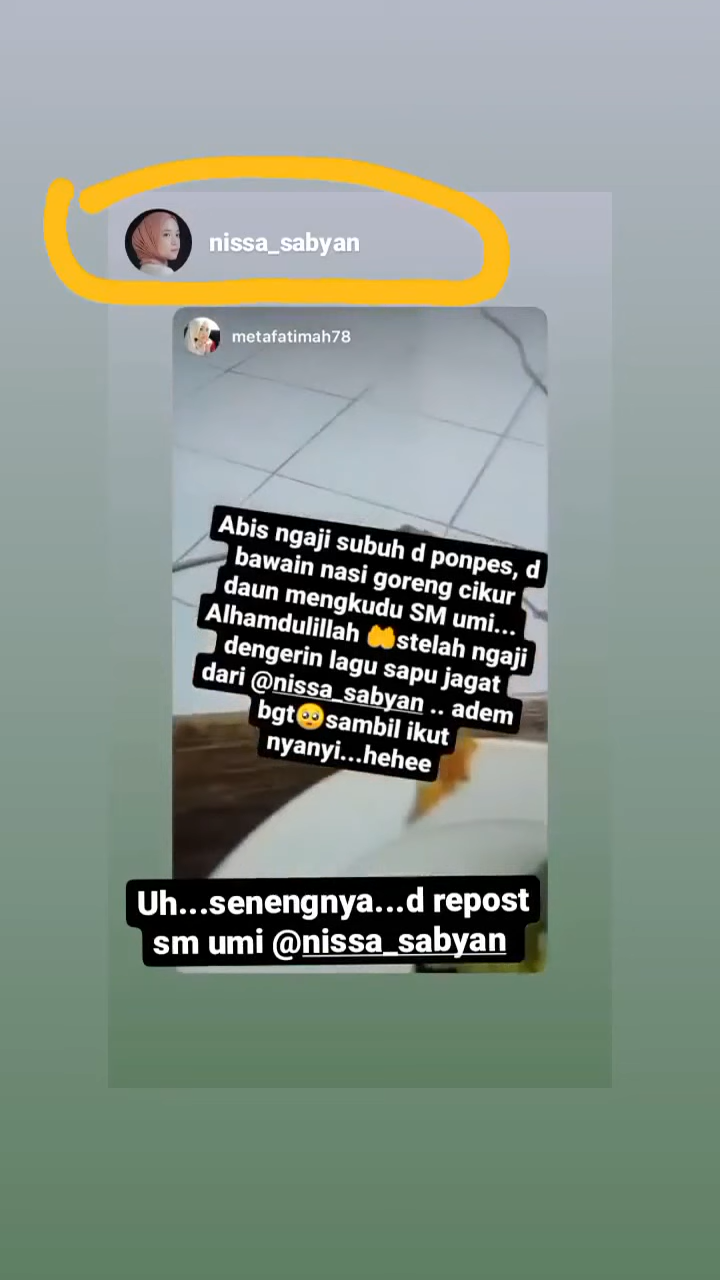 nissa_sabyan
metafatimah78
Abis ngaji subuh d ponpes, d
bawain nasi goreng cikur
daun mengkudu SM umi...
Alhamdulillah 🤲stelah ngaji
dengerin lagu sapu jagat
dari @nissa_sabyan .. adem
bgt🥺sambil ikut
nyanyi...hehee
Uh...senengnya...d repost
sm umi @nissa_sabyan